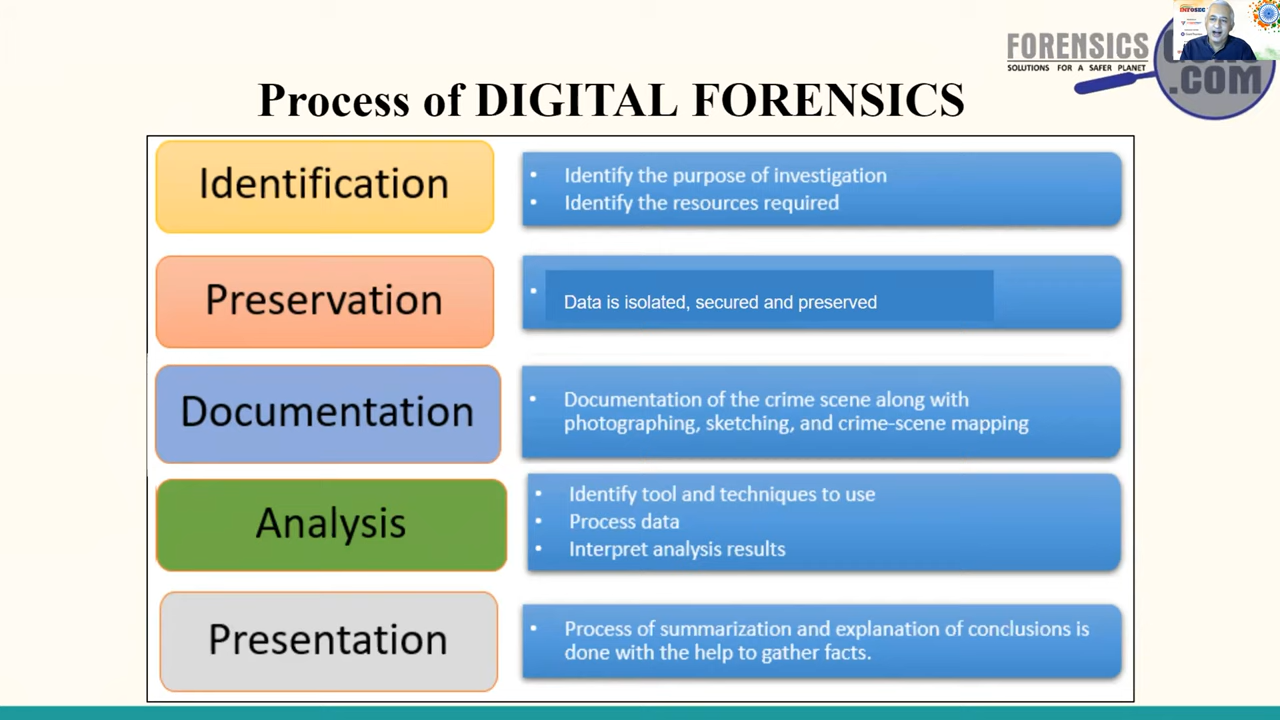 INFOSEC
FORENSICS
SOLUTIONS FOR A SAFER PLANET
.COM
Process of DIGITAL FORENSICS
Identification
• Identify the purpose of investigation
• Identify the resources required
Preservation
• Data is isolated, secured and preserved
Documentation
• Documentation of the crime scene along with
photographing, sketching, and crime-scene mapping
Analysis
• Identify tool and techniques to use
• Process data
• Interpret analysis results
Presentation
• Process of summarization and explanation of conclusions is
done with the help to gather facts.